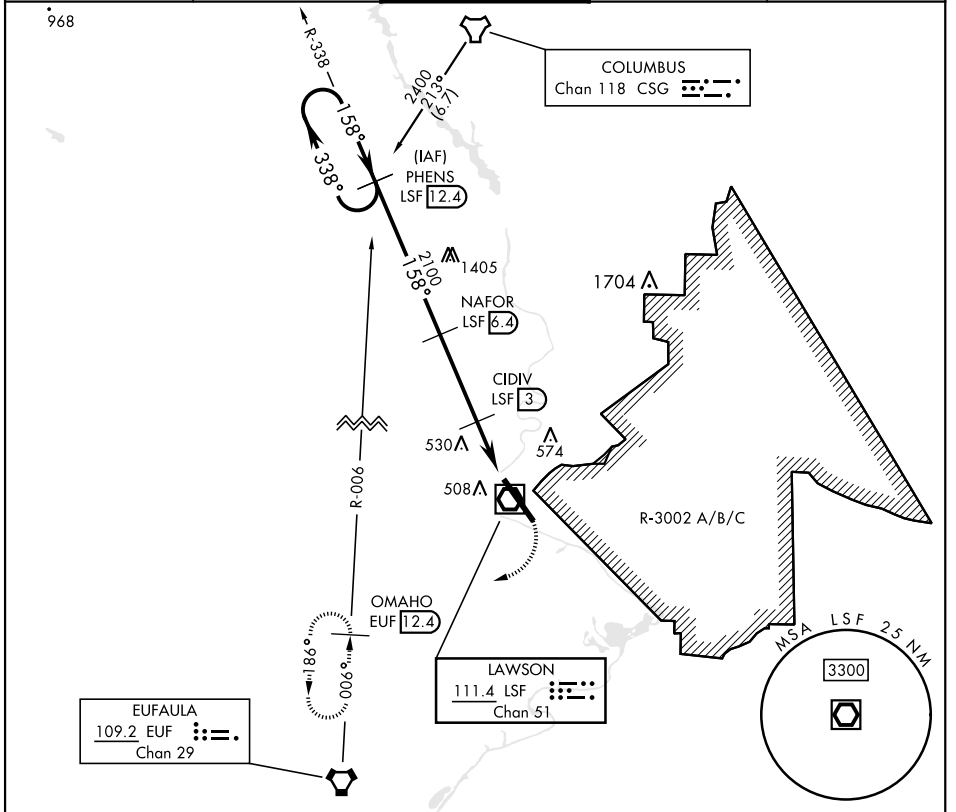 968
R-338
COLUMBUS
Chan 118 CSG
2400
213°
(6.7)
158°
338°
(IAF)
PHENS
LSF 12.4
2100
158°
1405
1704
NAFOR
LSF 6.4
CIDIV
LSF 3
530
574
508
R-006
R-3002 A/B/C
OMAHO
EUF 12.4
186°
006°
MSA LSF 25 NM
3300
LAWSON
111.4 LSF
Chan 51
EUFAULA
109.2 EUF
Chan 29